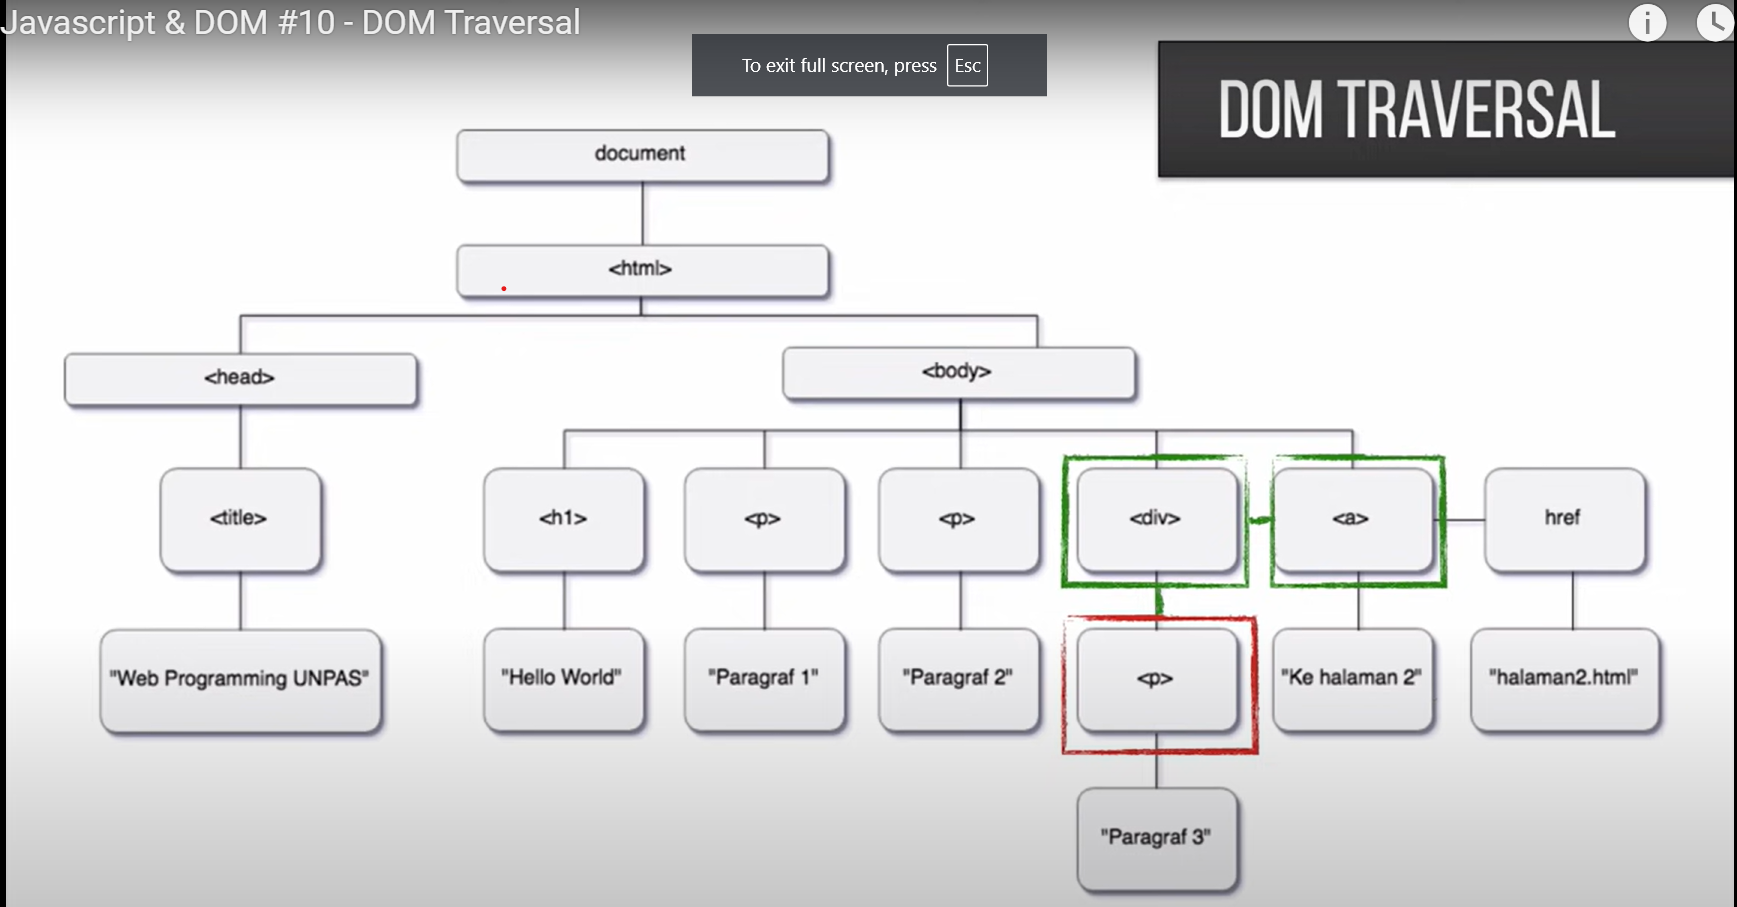 Javascript & DOM #10 - DOM Traversal
To exit full screen, press Esc
DOM TRAVERSAL
document
<html>
<head>
<body>
<title>
<h1>
<p>
<p>
<div>
<a>
href
"Web Programming UNPAS"
"Hello World"
"Paragraf 1"
"Paragraf 2"
<p>
"Ke halaman 2"
"halaman2.html"
"Paragraf 3"